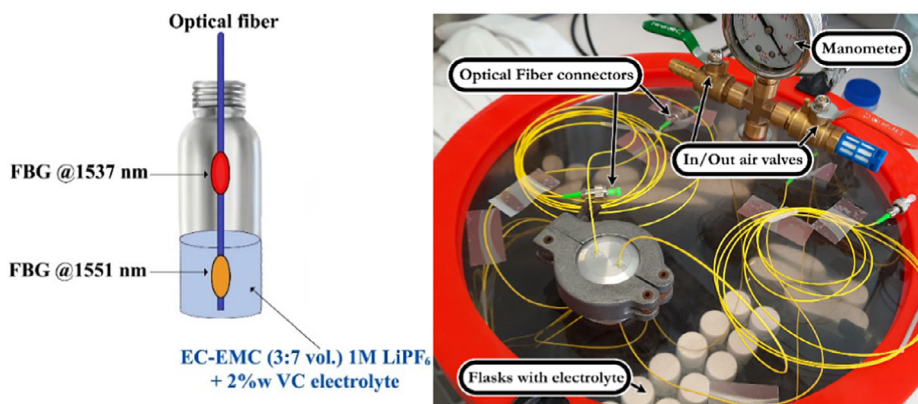 Optical fiber
FBG @1537 nm
FBG @1551 nm
EC-EMC (3:7 vol.) 1M LiPF₆
+ 2%w VC electrolyte
Manometer
Optical Fiber connectors
In/Out air valves
Flasks with electrolyte